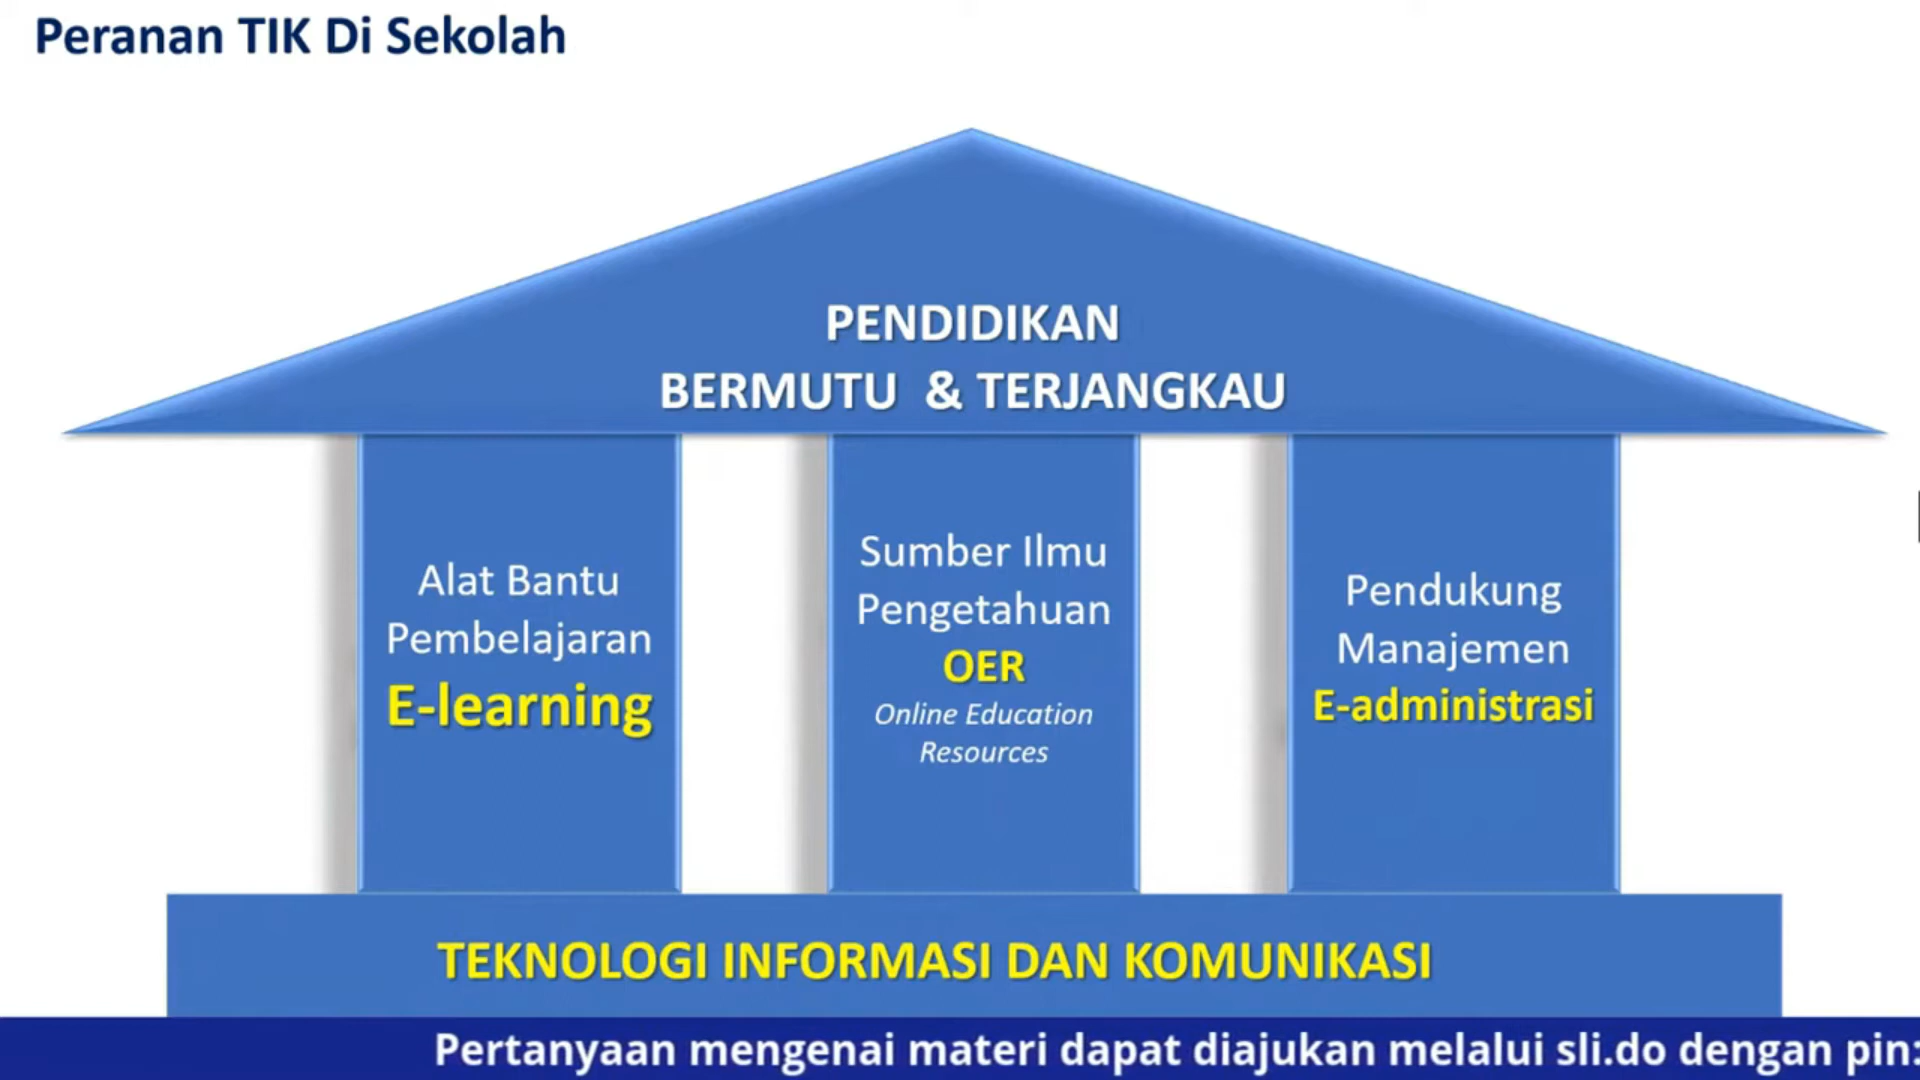 Peranan TIK Di Sekolah
PENDIDIKAN
BERMUTU & TERJANGKAU
Alat Bantu
Pembelajaran
E-learning
Sumber Ilmu
Pengetahuan
OER
Online Education
Resources
Pendukung
Manajemen
E-administrasi
TEKNOLOGI INFORMASI DAN KOMUNIKASI
Pertanyaan mengenai materi dapat diajukan melalui sli.do dengan pin: